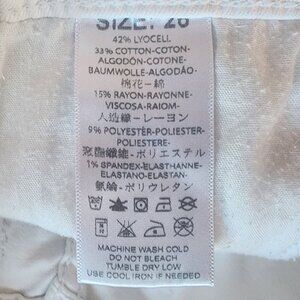 SIZE: 26
42% LYOCELL
33% COTTON-COTON-
ALGODÓN-COTONE-
BAUMWOLLE-ALGODÃO-
棉花-綿
15% RAYON-RAYONNE-
VISCOSA-RAIOM-
人造纖-レーヨン
9% POLYESTER-POLIESTER-
POLIESTERE-
聚酯纖維-ポリエステル
1% SPANDEX-ELASTHANNE-
ELASTANO-ELASTAN-
ポリウレタン
MACHINE WASH COLD
DO NOT BLEACH
TUMBLE DRY LOW
USE COOL IRON IF NEEDED